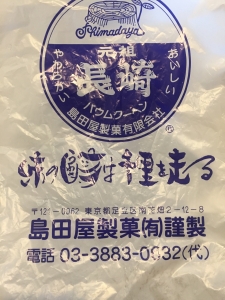 Shimadaya
元祖
おいしい
やわらかい
長崎
バウムクーヘン
島田屋製菓有限会社
®
味の交響は千里を走る
〒121-0062 東京都足立区南花畑2-12-8
島田屋製菓(有)謹製
電話 03-3883-0932(代)